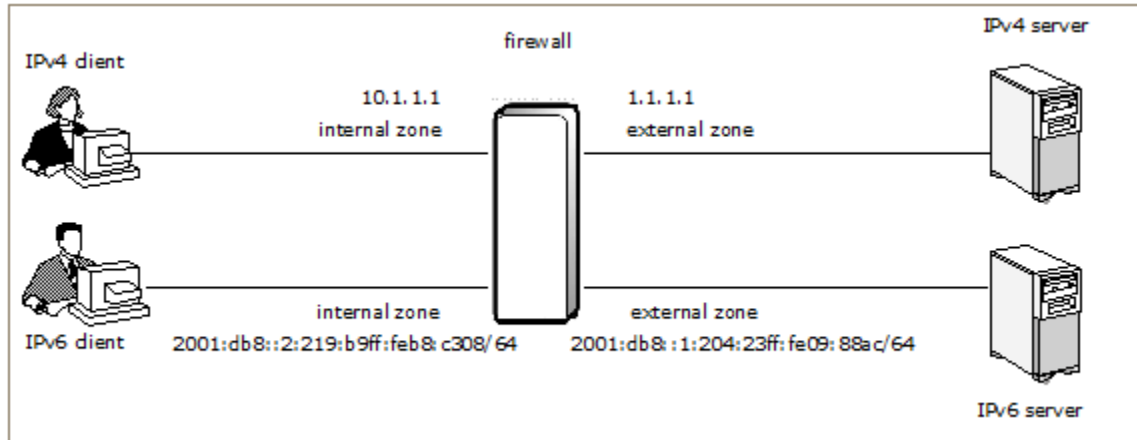 IPv4 server
firewall
IPv4 client
10.1.1.1
1.1.1.1
internal zone
external zone
internal zone
external zone
IPv6 client
2001:db8::2:219:b9ff:feb8:c308/64
2001:db8::1:204:23ff:fe09:88ac/64
IPv6 server